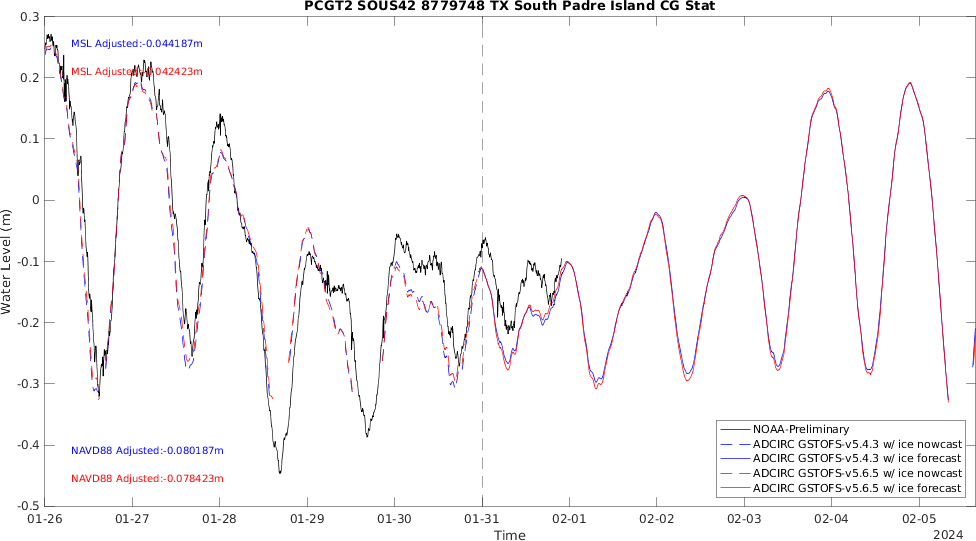 PCGT2 SOUS42 8779748 TX South Padre Island CG Stat
0.3
0.2
0.1
0
-0.1
-0.2
-0.3
-0.4
-0.5
Water Level (m)
MSL Adjusted:-0.044187m
MSL Adjusted:-0.042423m
NAVD88 Adjusted:-0.080187m
NAVD88 Adjusted:-0.078423m
NOAA-Preliminary
ADCIRC GSTOFS-v5.4.3 w/ ice nowcast
ADCIRC GSTOFS-v5.4.3 w/ ice forecast
ADCIRC GSTOFS-v5.6.5 w/ ice nowcast
ADCIRC GSTOFS-v5.6.5 w/ ice forecast
01-26 01-27 01-28 01-29 01-30 01-31 02-01 02-02 02-03 02-04 02-05
Time
2024